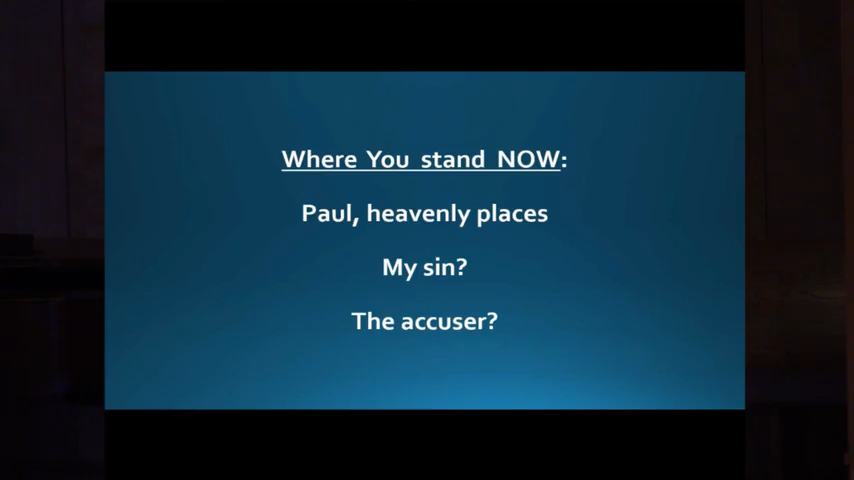 Where You stand NOW:
Paul, heavenly places
My sin?
The accuser?